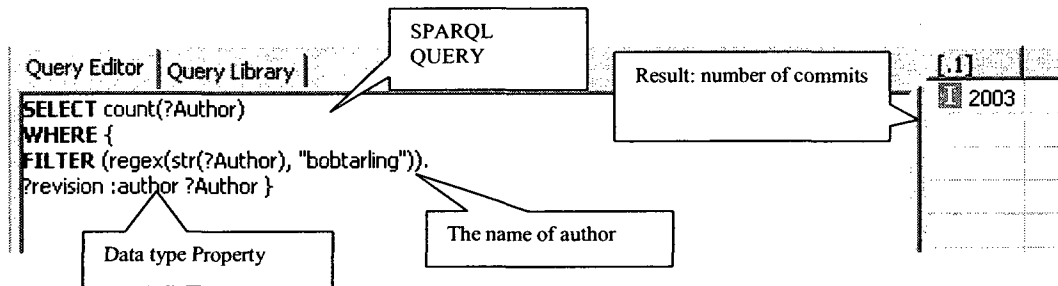 SPARQL
QUERY
Query Editor Query Library
Result: number of commits
[.1]
2003
SELECT count(?Author)
WHERE {
FILTER (regex(str(?Author), "bobtarling")).
?revision :author ?Author }
The name of author
Data type Property